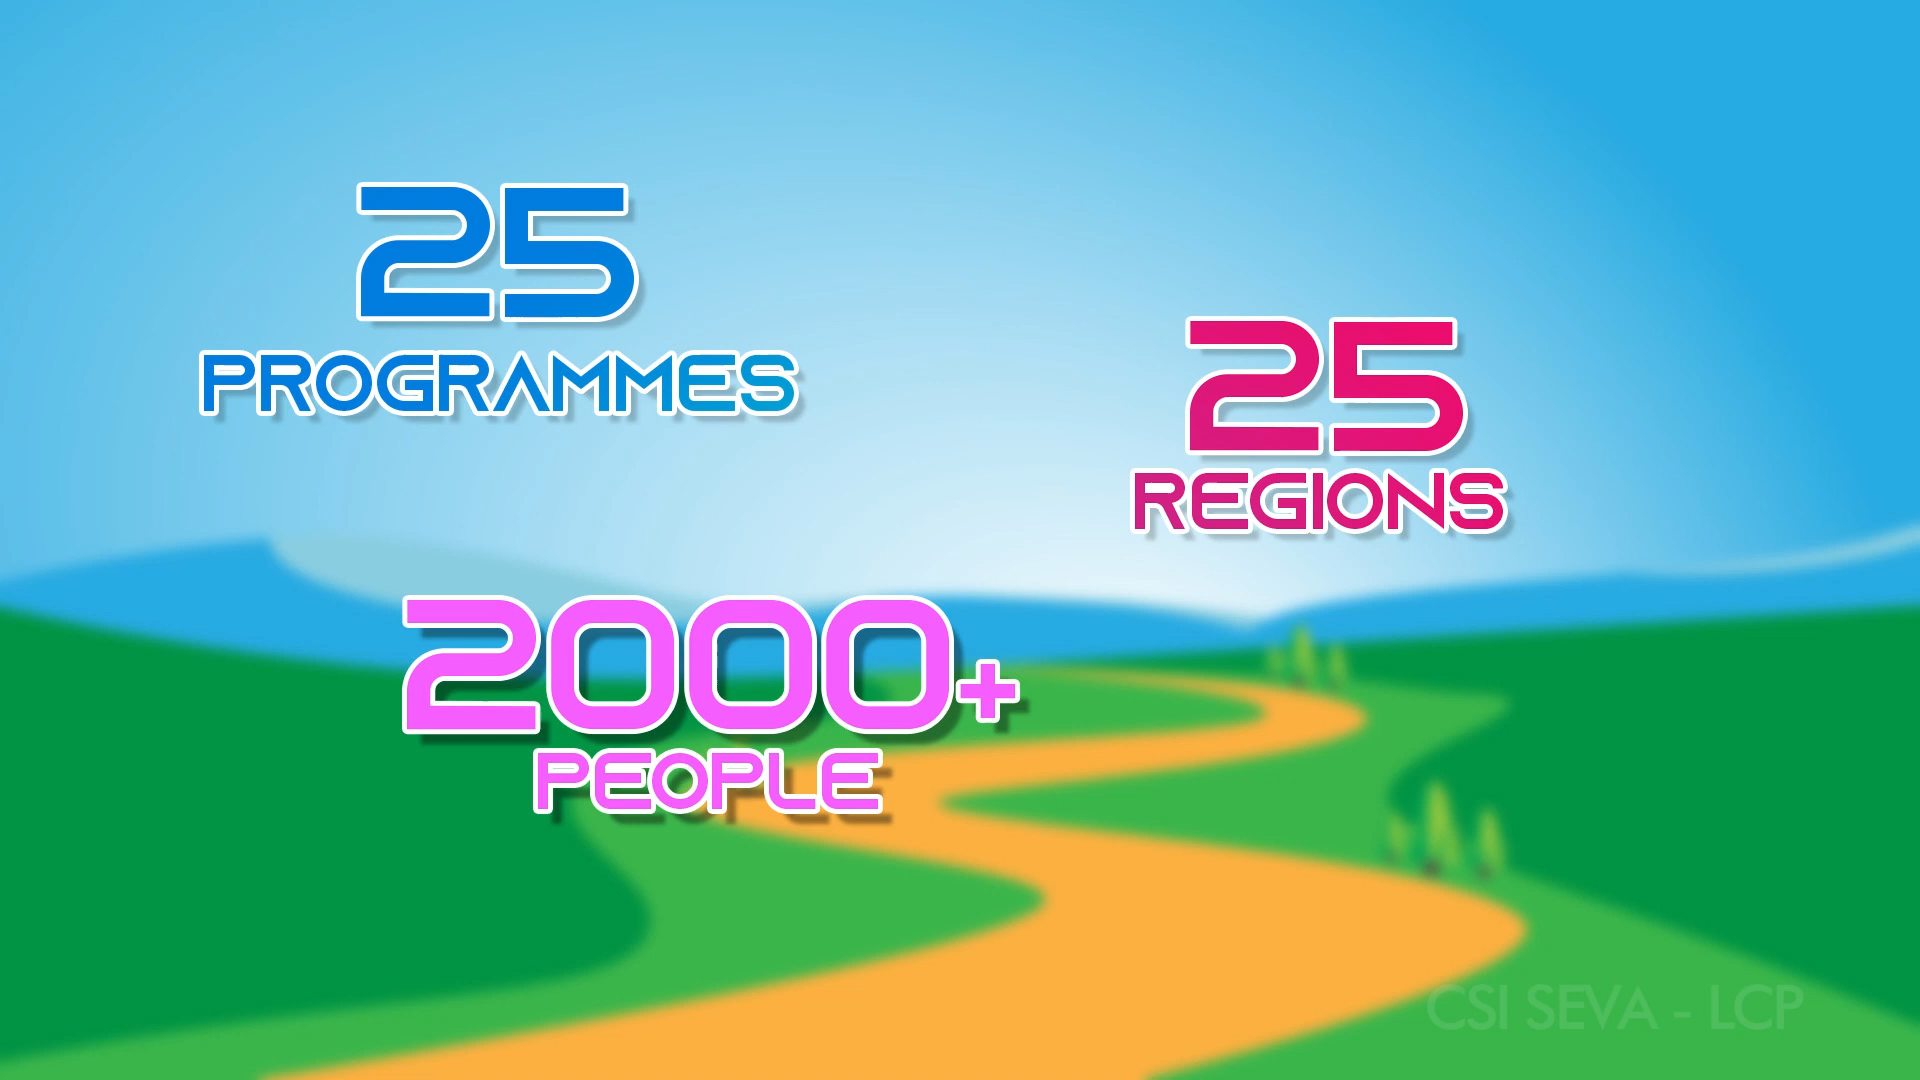 25
PROGRAMMES
25
REGIONS
2000+
PEOPLE
CSI SEVA - LCP